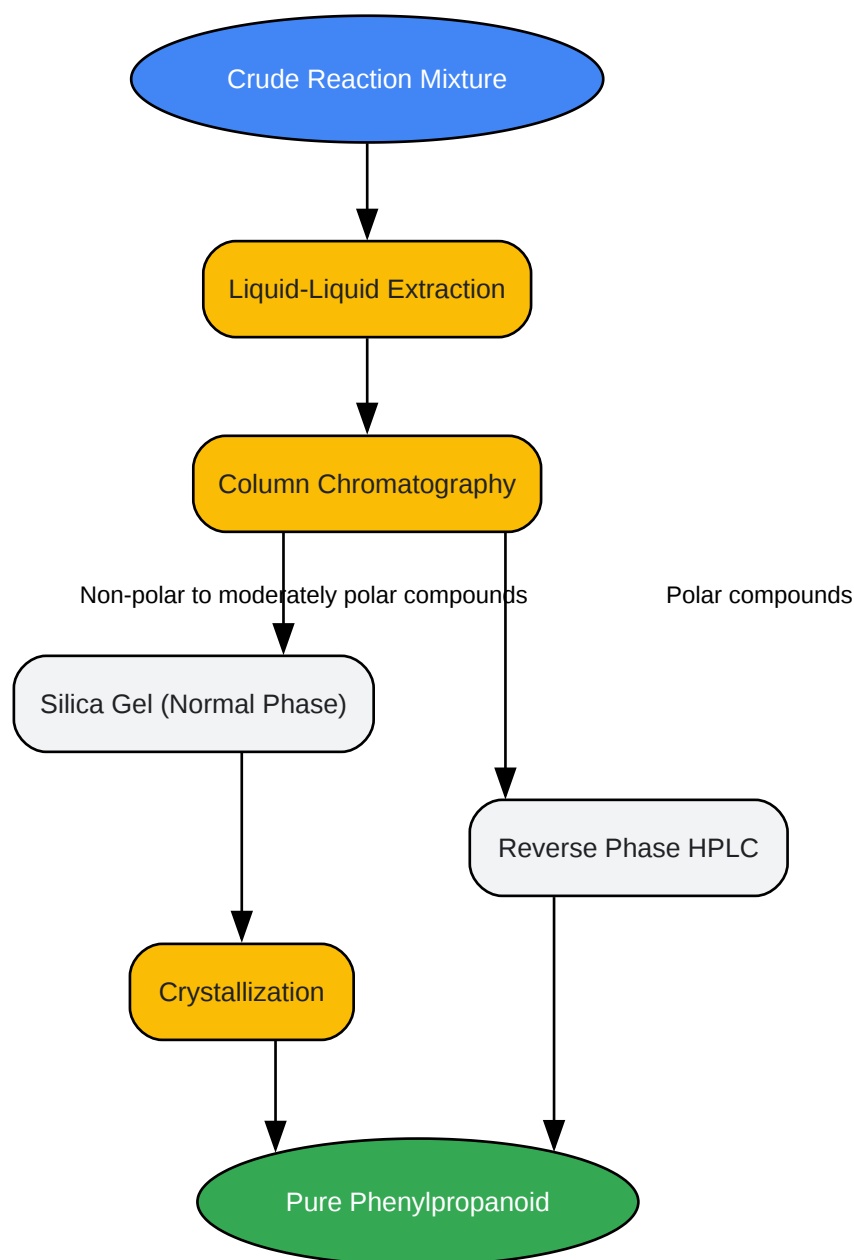 Crude Reaction Mixture
Liquid-Liquid Extraction
Column Chromatography
Non-polar to moderately polar compounds
Polar compounds
Silica Gel (Normal Phase)
Reverse Phase HPLC
Crystallization
Pure Phenylpropanoid